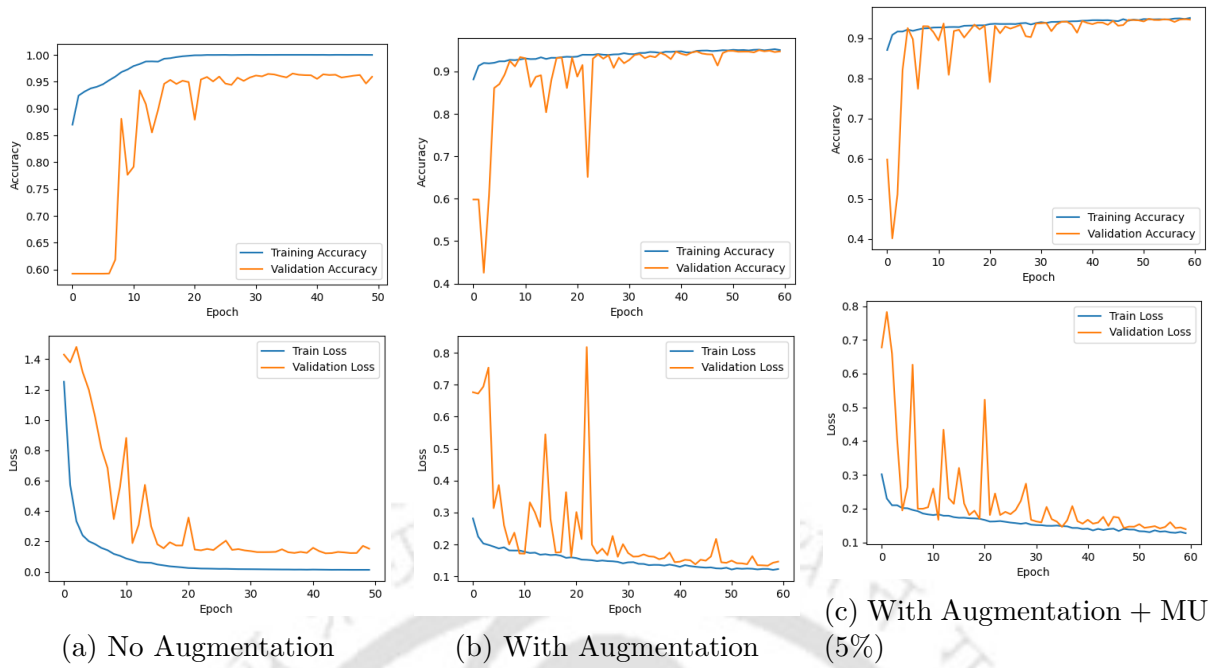 1.00
0.95
0.90
0.85
0.80
0.75
0.70
0.65
0.60
Accuracy
Training Accuracy
Validation Accuracy
0 10 20 30 40 50
Epoch
1.4
1.2
1.0
0.8
0.6
0.4
0.2
0.0
Loss
Train Loss
Validation Loss
0 10 20 30 40 50
Epoch
(a) No Augmentation
0.9
0.8
0.7
0.6
0.5
0.4
Accuracy
Training Accuracy
Validation Accuracy
0 10 20 30 40 50 60
Epoch
0.8
0.7
0.6
0.5
0.4
0.3
0.2
0.1
Loss
Train Loss
Validation Loss
0 10 20 30 40 50 60
Epoch
(b) With Augmentation
0.9
0.8
0.7
0.6
0.5
0.4
Accuracy
Training Accuracy
Validation Accuracy
0 10 20 30 40 50 60
Epoch
0.8
0.7
0.6
0.5
0.4
0.3
0.2
0.1
Loss
Train Loss
Validation Loss
0 10 20 30 40 50 60
Epoch
(c) With Augmentation + MU
(5%)